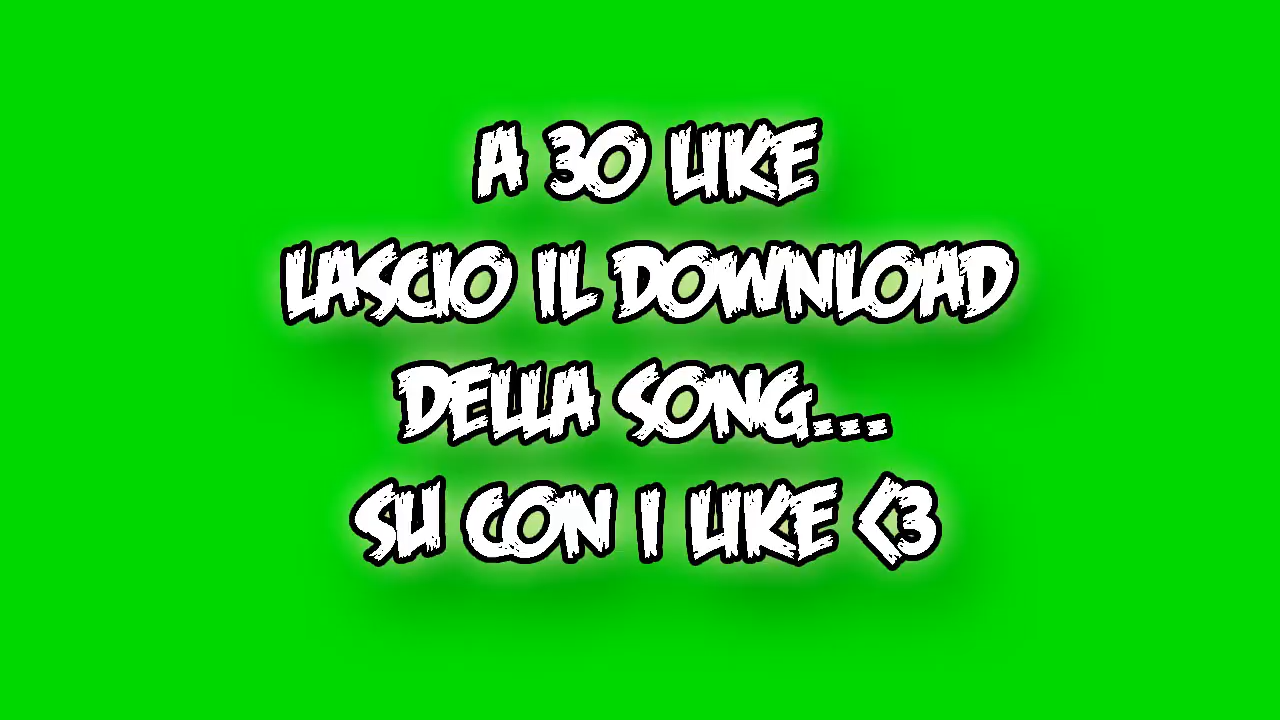 A 30 LIKE
LASCIO IL DOWNLOAD
DELLA SONG...
SU CON I LIKE <3